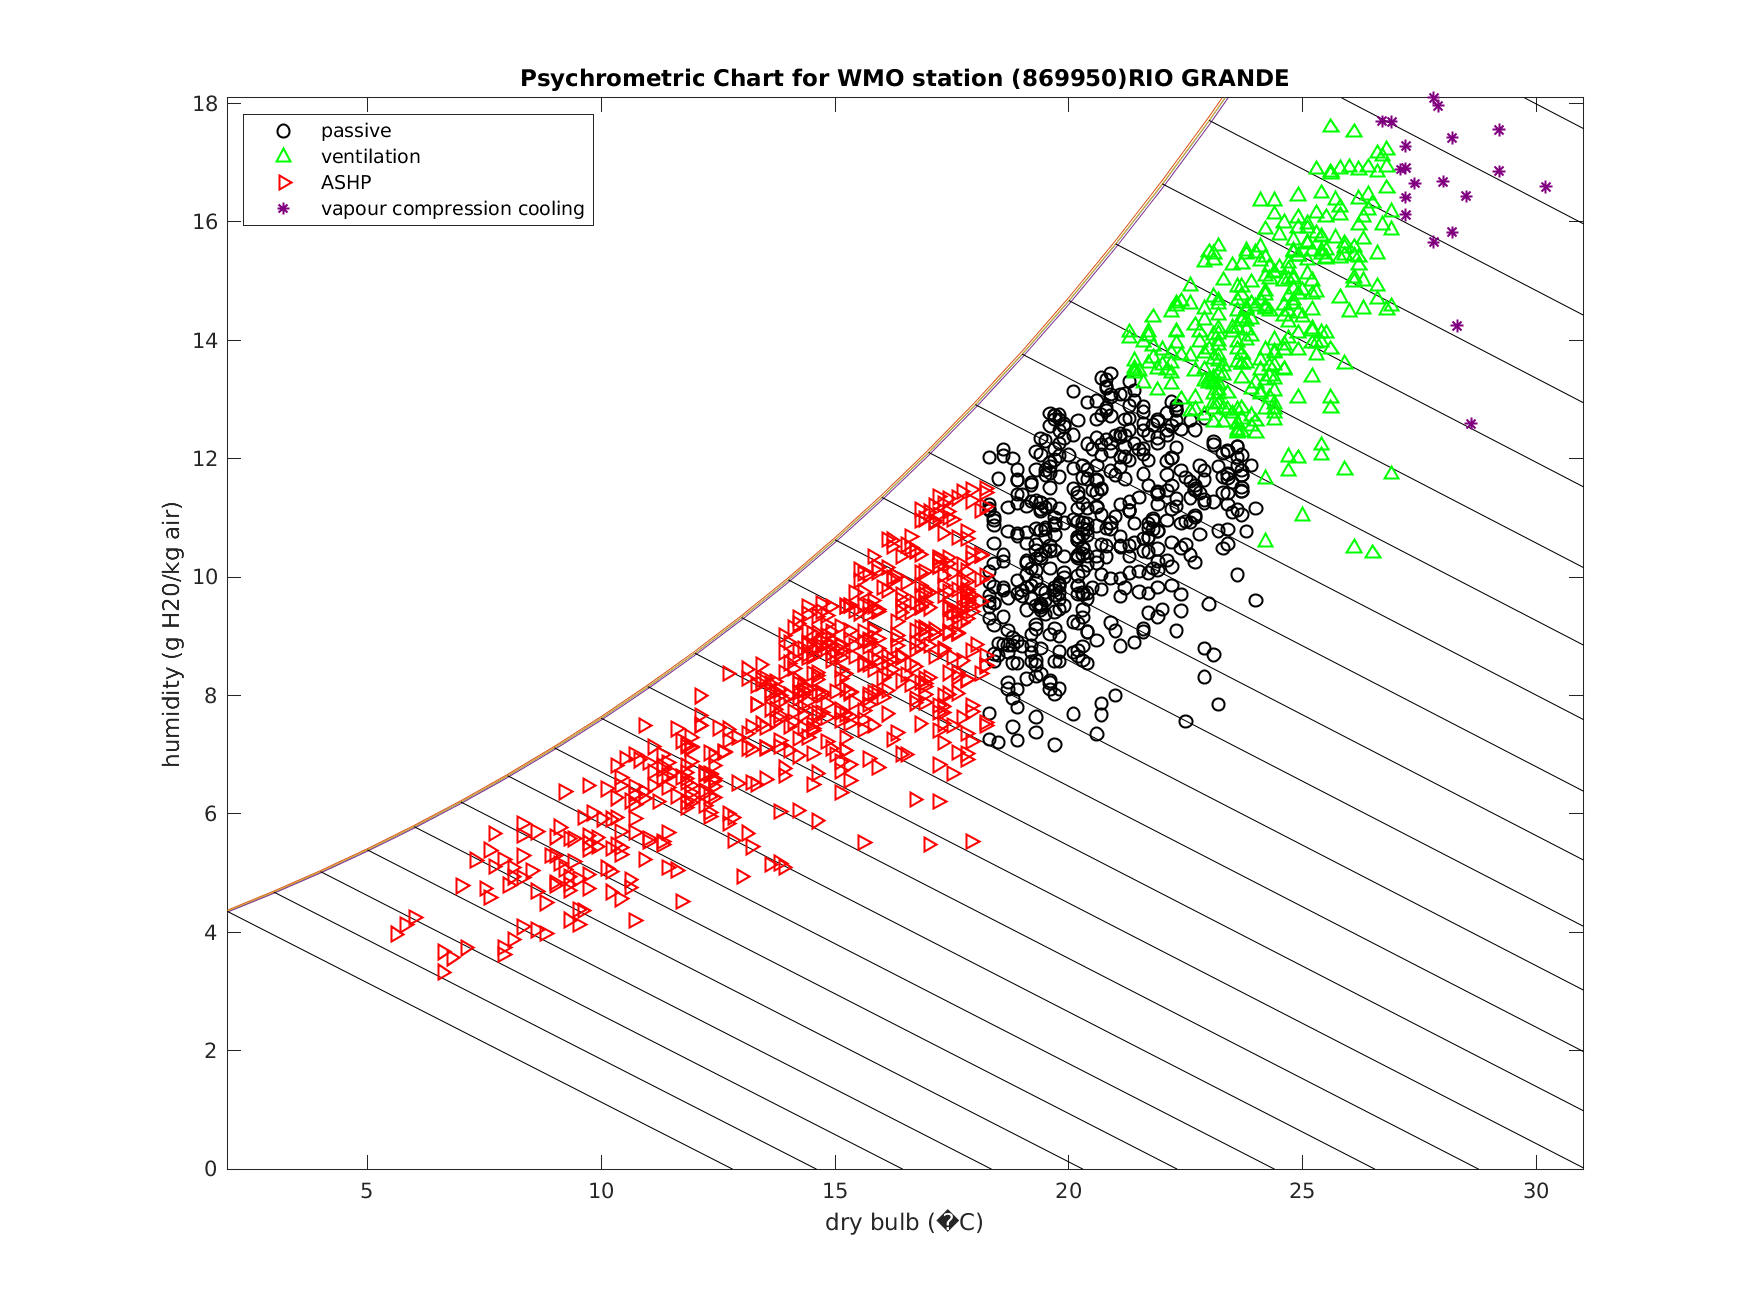 Psychrometric Chart for WMO station (869950)RIO GRANDE
passive
ventilation
ASHP
vapour compression cooling
humidity (g H20/kg air)
18
16
14
12
10
8
6
4
2
0
5
10
15
20
25
30
dry bulb (�C)